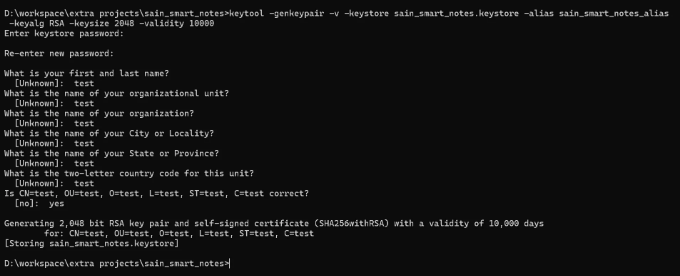 D:\workspace\extra projects\sain_smart_notes>keytool -genkeypair -v -keystore sain_smart_notes.keystore -alias sain_smart_notes_alias
-keyalg RSA -keysize 2048 -validity 10000
Enter keystore password:
Re-enter new password:
What is your first and last name?
[Unknown]: test
What is the name of your organizational unit?
[Unknown]: test
What is the name of your organization?
[Unknown]: test
What is the name of your City or Locality?
[Unknown]: test
What is the name of your State or Province?
[Unknown]: test
What is the two-letter country code for this unit?
[Unknown]: test
Is CN=test, OU=test, O=test, L=test, ST=test, C=test correct?
[no]: yes
Generating 2,048 bit RSA key pair and self-signed certificate (SHA256withRSA) with a validity of 10,000 days
for: CN=test, OU=test, O=test, L=test, ST=test, C=test
[Storing sain_smart_notes.keystore]
D:\workspace\extra projects\sain_smart_notes>